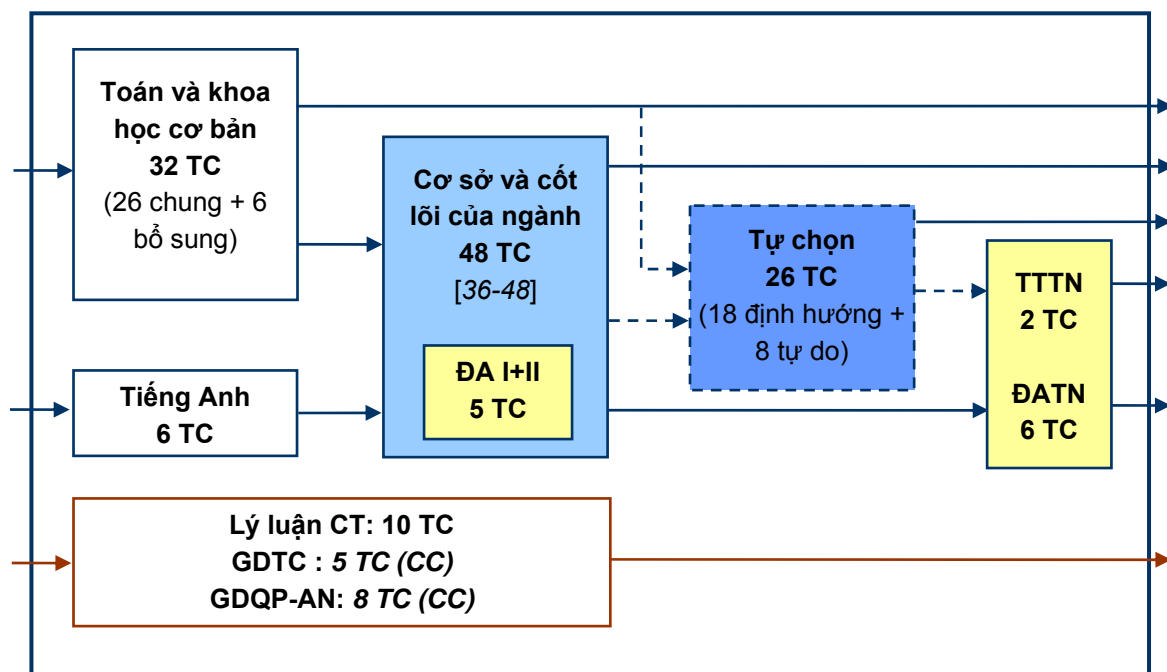 Toán và khoa
học cơ bản
32 TC
(26 chung + 6
bổ sung)
Cơ sở và cốt
lõi của ngành
48 TC
[36-48]
ĐA I+II
5 TC
Tự chọn
26 TC
(18 định hướng +
8 tự do)
TTTN
2 TC
ĐATN
6 TC
Tiếng Anh
6 TC
Lý luận CT: 10 TC
GDTC : 5 TC (CC)
GDQP-AN: 8 TC (CC)